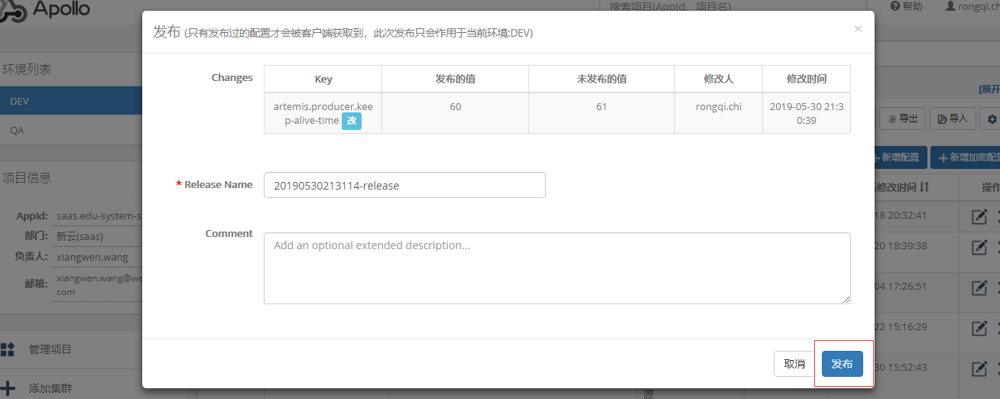 Apollo
搜索项目(AppId、项目名)
帮助
rongqi.ch
发布 (只有发布过的配置才会被客户端获取到，此次发布只会作用于当前环境:DEV)
×
环境列表
DEV
QA
[展开
导出
导入
新增配置
新增加密配置
Changes
Key
发布的值
未发布的值
修改人
修改时间
artemis.producer.kee
p-alive-time 改
60
61
rongqi.chi
2019-05-30 21:3
0:39
项目信息
AppId:
saas.edu-system-s
部门:
新云(saas)
负责人:
xiangwen.wang
邮箱:
xiangwen.wang@we
com
* Release Name
20190530213114-release
Comment
Add an optional extended description...
修改时间
操作
18 20:32:41
20 18:39:38
04 17:26:51
22 15:16:29
30 15:52:43
管理项目
添加集群
取消
发布
源